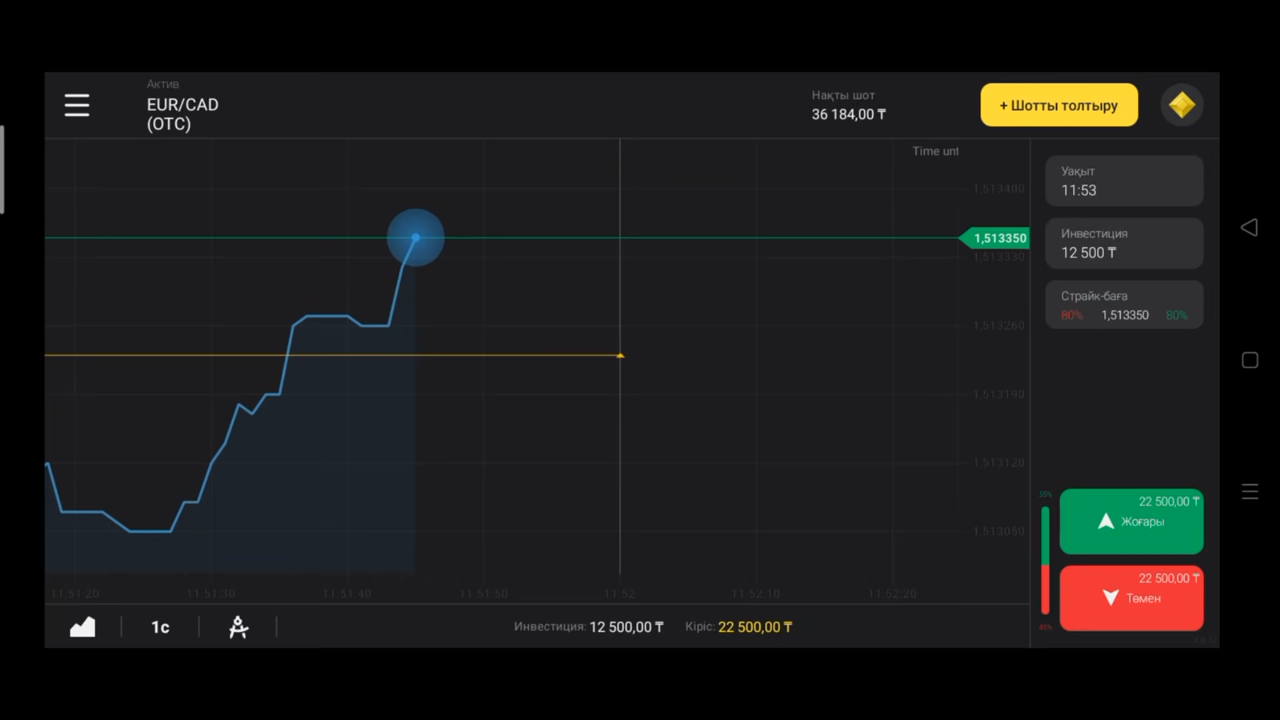 Актив
EUR/CAD
(OTC)
Нақты шот
36 184,00 ₸
+ Шотты толтыру
Time unt
1,513400
1,513350
1,513330
1,513260
1,513190
1,513120
1,513050
11:51:20
11:51:30
11:51:40
11:51:50
11:52
11:52:10
11:52:20
Уақыт
11:53
Инвестиция
12 500 ₸
Страйк-баға
80% 1,513350 80%
55%
22 500,00 ₸
Жоғары
22 500,00 ₸
Төмен
45%
1с
Инвестиция: 12 500,00 ₸ Кіріс: 22 500,00 ₸